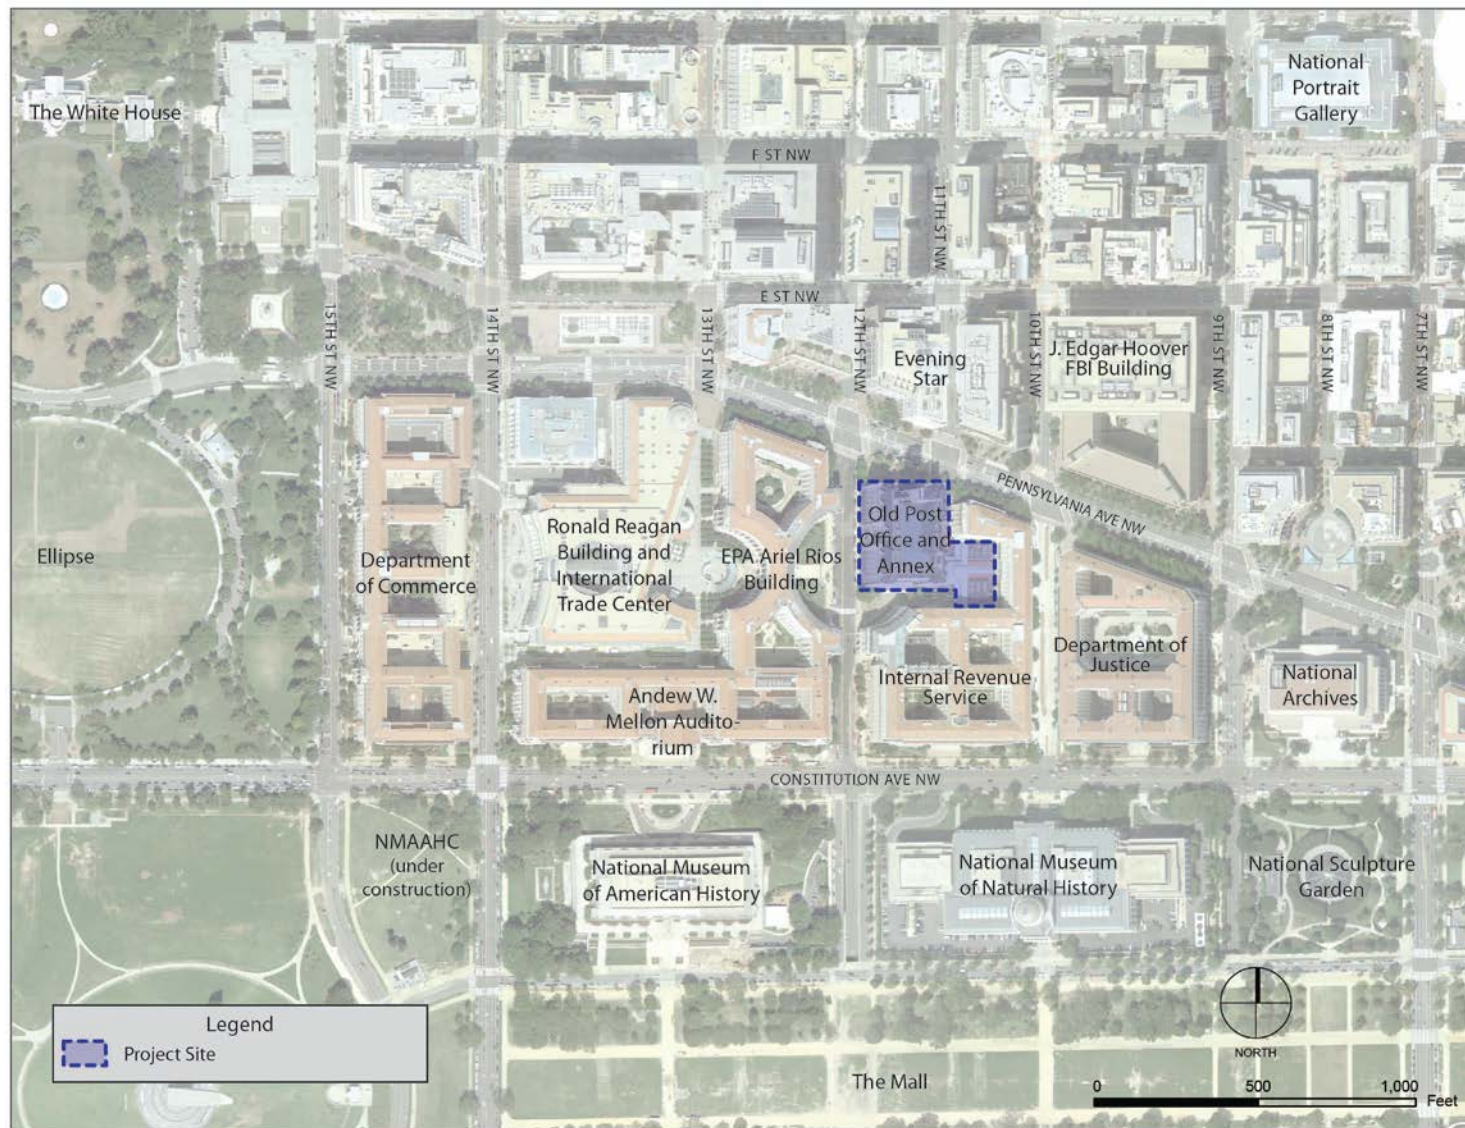 National
Portrait
Gallery
The White House
F ST NW
11TH ST NW
E ST NW
15TH ST NW
14TH ST NW
13TH ST NW
12TH ST NW
10TH ST NW
9TH ST NW
8TH ST NW
7TH ST NW
Evening
Star
J. Edgar Hoover
FBI Building
PENNSYLVANIA AVE NW
Old Post
Office and
Annex
Ellipse
Department
of Commerce
Ronald Reagan
Building and
International
Trade Center
EPA Ariel Rios
Building
Department of
Justice
Internal Revenue
Service
National
Archives
Andew W.
Mellon Audito-
rium
CONSTITUTION AVE NW
NMAAHC
(under
construction)
National Museum
of American History
National Museum
of Natural History
National Sculpture
Garden
Legend
Project Site
NORTH
The Mall
0 500 1,000
Feet